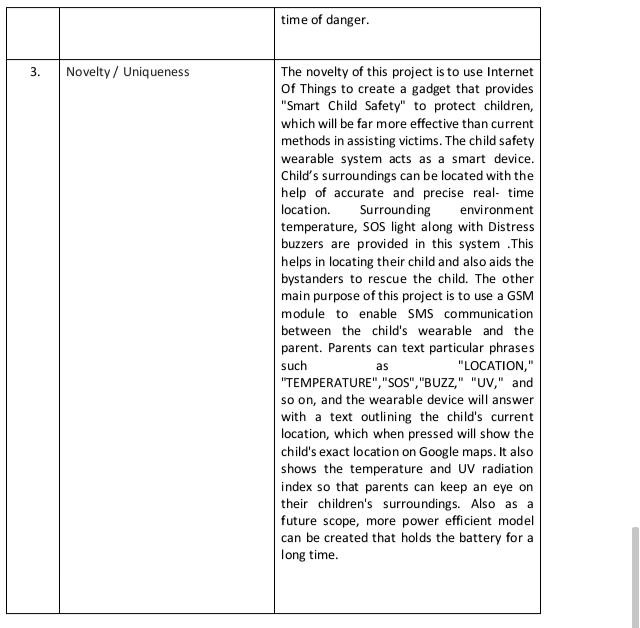 time of danger.
3. Novelty / Uniqueness The novelty of this project is to use Internet
Of Things to create a gadget that provides
"Smart Child Safety" to protect children,
which will be far more effective than current
methods in assisting victims. The child safety
wearable system acts as a smart device.
Child’s surroundings can be located with the
help of accurate and precise real- time
location. Surrounding environment
temperature, SOS light along with Distress
buzzers are provided in this system .This
helps in locating their child and also aids the
bystanders to rescue the child. The other
main purpose of this project is to use a GSM
module to enable SMS communication
between the child's wearable and the
parent. Parents can text particular phrases
such as "LOCATION,"
"TEMPERATURE","SOS","BUZZ," "UV," and
so on, and the wearable device will answer
with a text outlining the child's current
location, which when pressed will show the
child's exact location on Google maps. It also
shows the temperature and UV radiation
index so that parents can keep an eye on
their children's surroundings. Also as a
future scope, more power efficient model
can be created that holds the battery for a
long time.